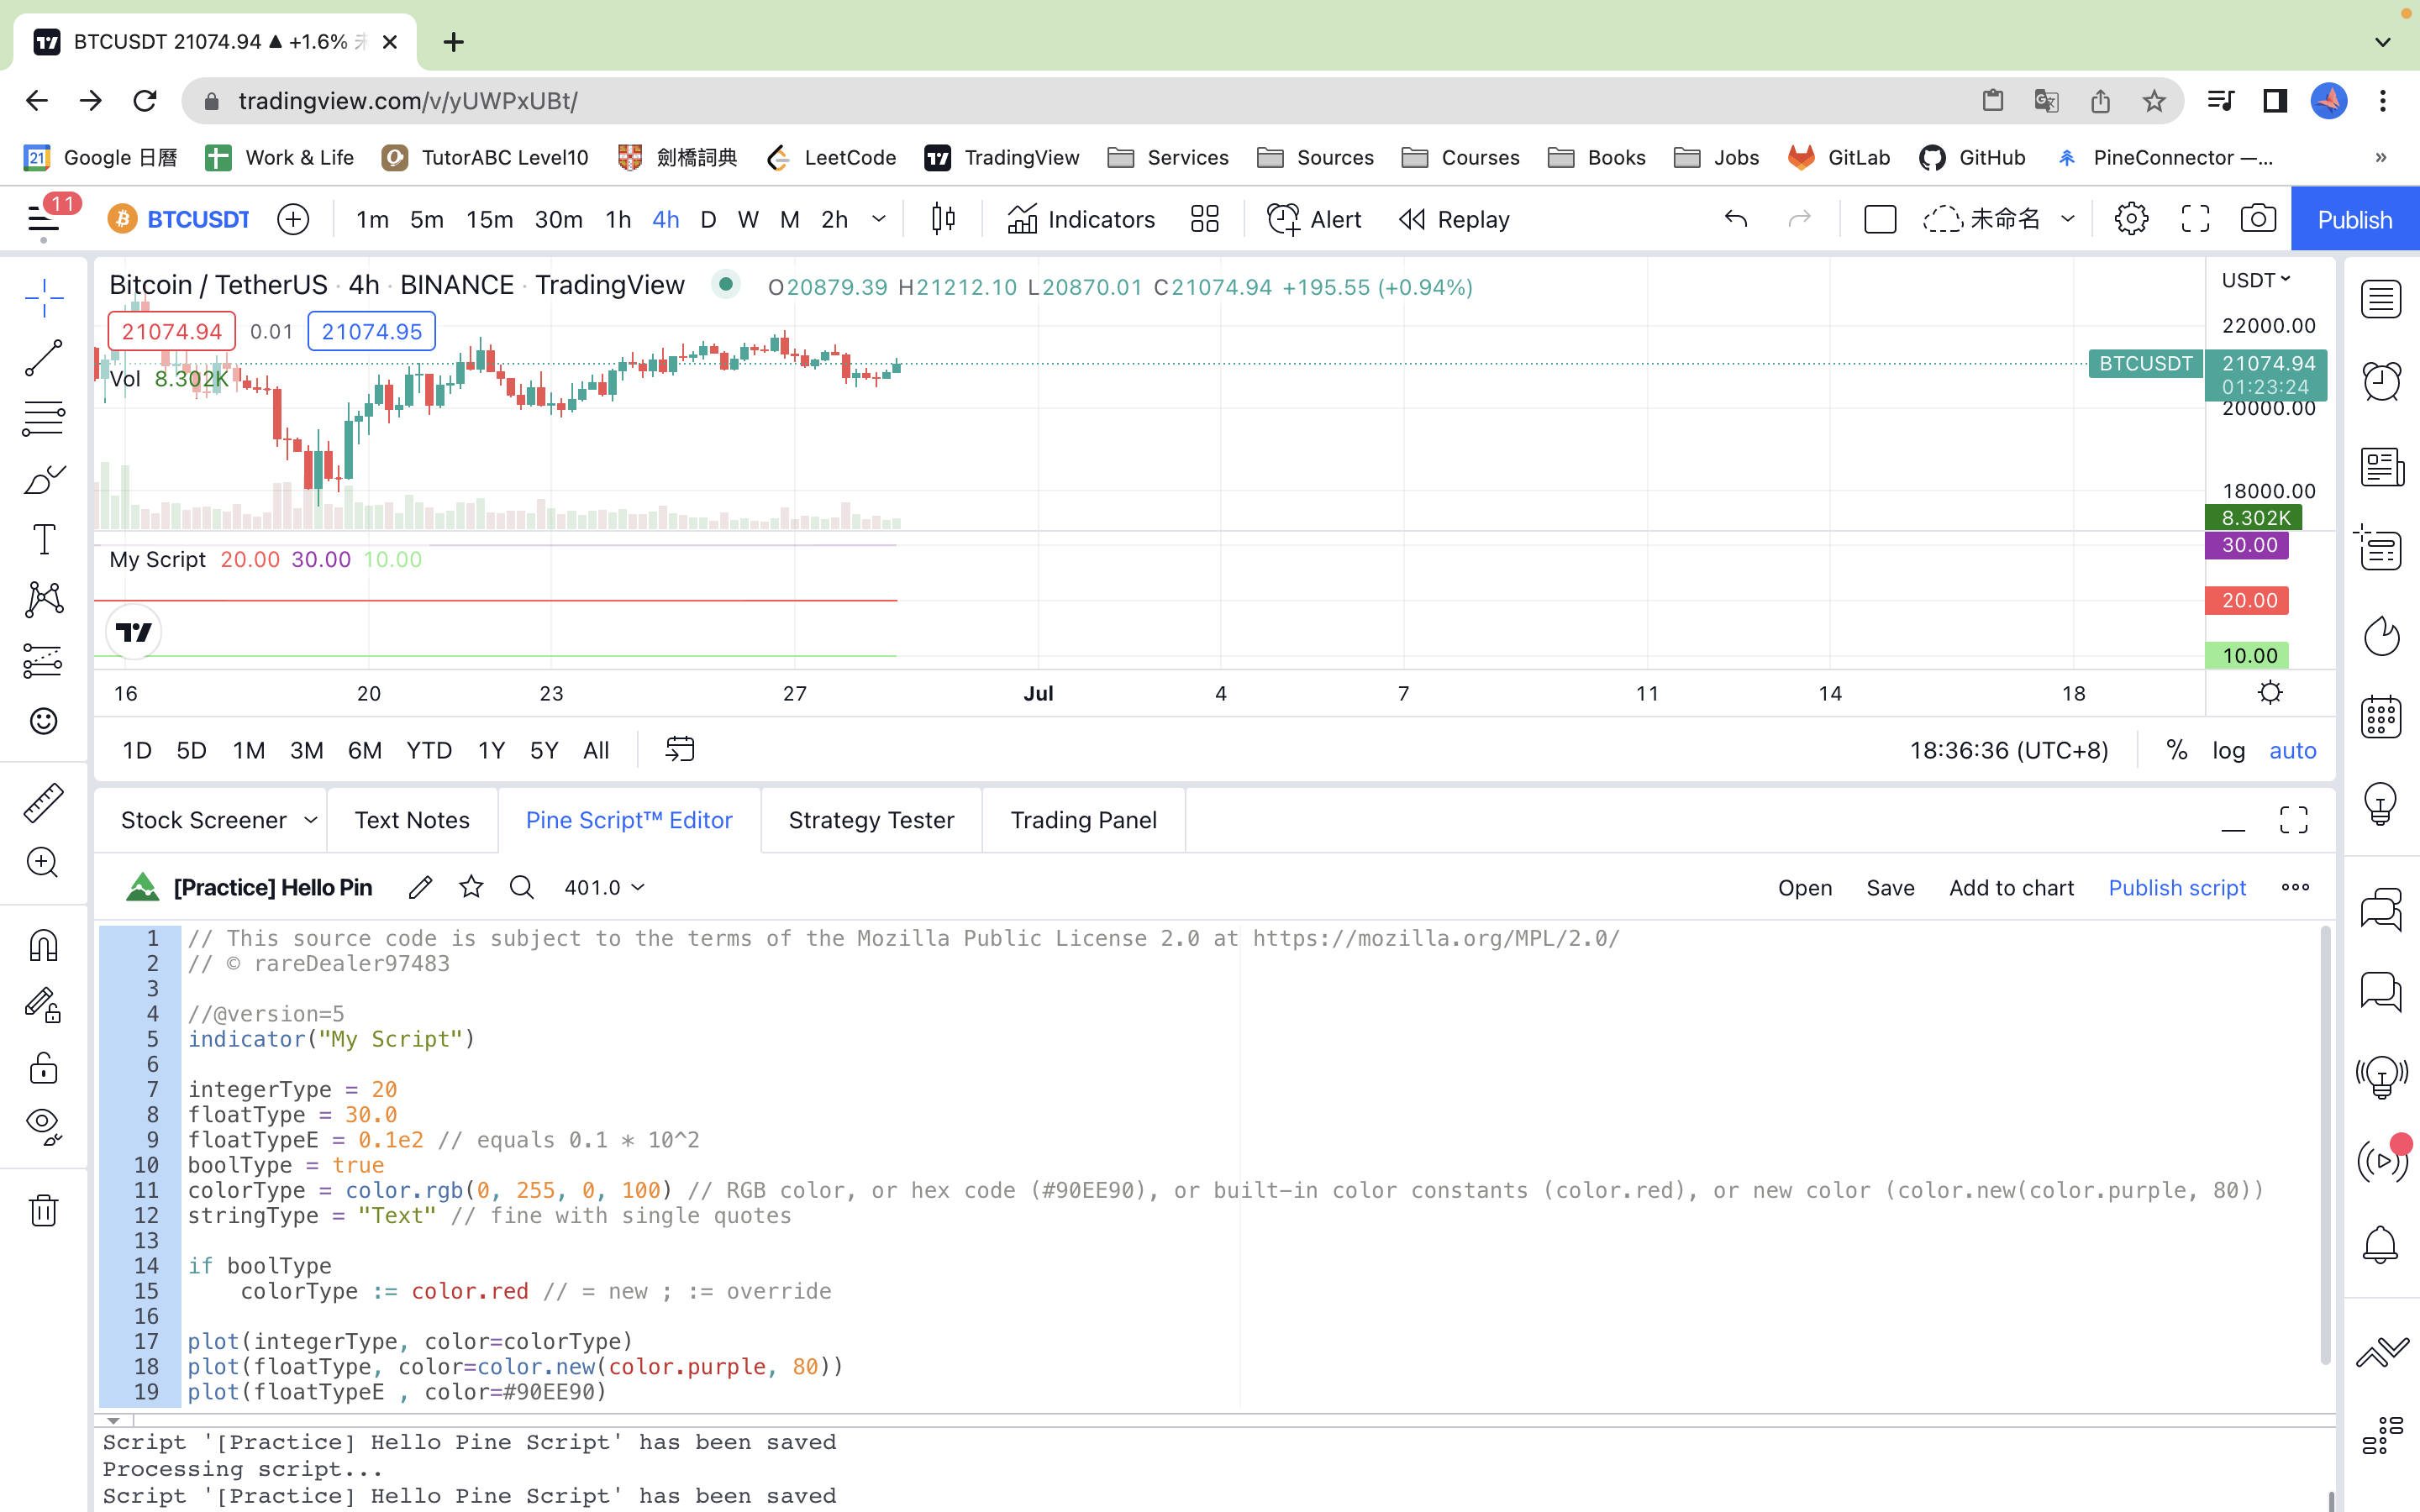 BTCUSDT 21074.94 ▲ +1.6%
tradingview.com/v/yUWPxUBt/
21 Google 日曆 Work & Life TutorABC Level10 劍橋詞典 LeetCode TradingView Services Sources Courses Books Jobs GitLab GitHub PineConnector —... »
11 BTCUSDT 1m 5m 15m 30m 1h 4h D W M 2h Indicators Alert Replay 未命名 Publish
Bitcoin / TetherUS · 4h · BINANCE · TradingView O20879.39 H21212.10 L20870.01 C21074.94 +195.55 (+0.94%) USDT
21074.94 0.01 21074.95 22000.00
Vol 8.302K BTCUSDT 21074.94
01:23:24
20000.00
18000.00
8.302K
My Script 20.00 30.00 10.00 30.00
20.00
10.00
16 20 23 27 Jul 4 7 11 14 18
1D 5D 1M 3M 6M YTD 1Y 5Y All 18:36:36 (UTC+8) % log auto
Stock Screener Text Notes Pine Script™ Editor Strategy Tester Trading Panel
[Practice] Hello Pin 401.0 Open Save Add to chart Publish script
1 // This source code is subject to the terms of the Mozilla Public License 2.0 at https://mozilla.org/MPL/2.0/
2 // © rareDealer97483
3
4 //@version=5
5 indicator("My Script")
6
7 integerType = 20
8 floatType = 30.0
9 floatTypeE = 0.1e2 // equals 0.1 * 10^2
10 boolType = true
11 colorType = color.rgb(0, 255, 0, 100) // RGB color, or hex code (#90EE90), or built-in color constants (color.red), or new color (color.new(color.purple, 80))
12 stringType = "Text" // fine with single quotes
13
14 if boolType
15     colorType := color.red // = new ; := override
16
17 plot(integerType, color=colorType)
18 plot(floatType, color=color.new(color.purple, 80))
19 plot(floatTypeE , color=#90EE90)
Script '[Practice] Hello Pine Script' has been saved
Processing script...
Script '[Practice] Hello Pine Script' has been saved